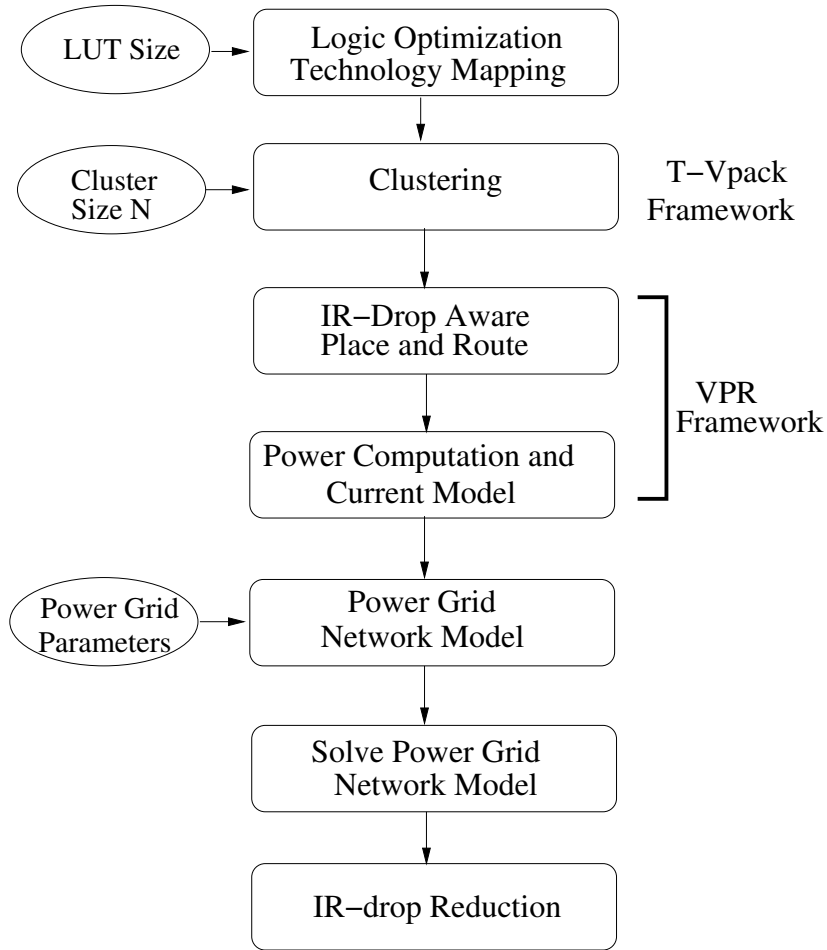 LUT Size
Logic Optimization
Technology Mapping
Cluster
Size N
Clustering
T−Vpack
Framework
IR−Drop Aware
Place and Route
VPR
Framework
Power Computation and
Current Model
Power Grid
Parameters
Power Grid
Network Model
Solve Power Grid
Network Model
IR−drop Reduction